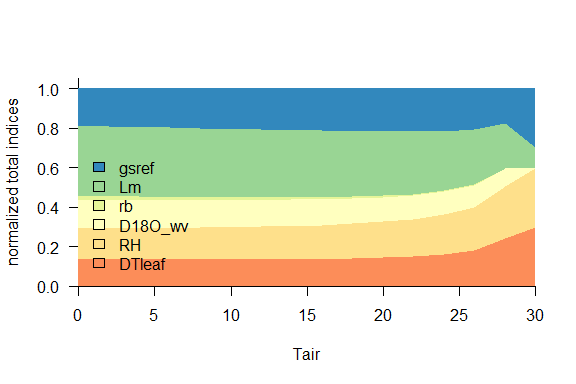 normalized total indices
1.0
0.8
0.6
0.4
0.2
0.0
gsref
Lm
rb
D18O_wv
RH
DTleaf
0 5 10 15 20 25 30
Tair